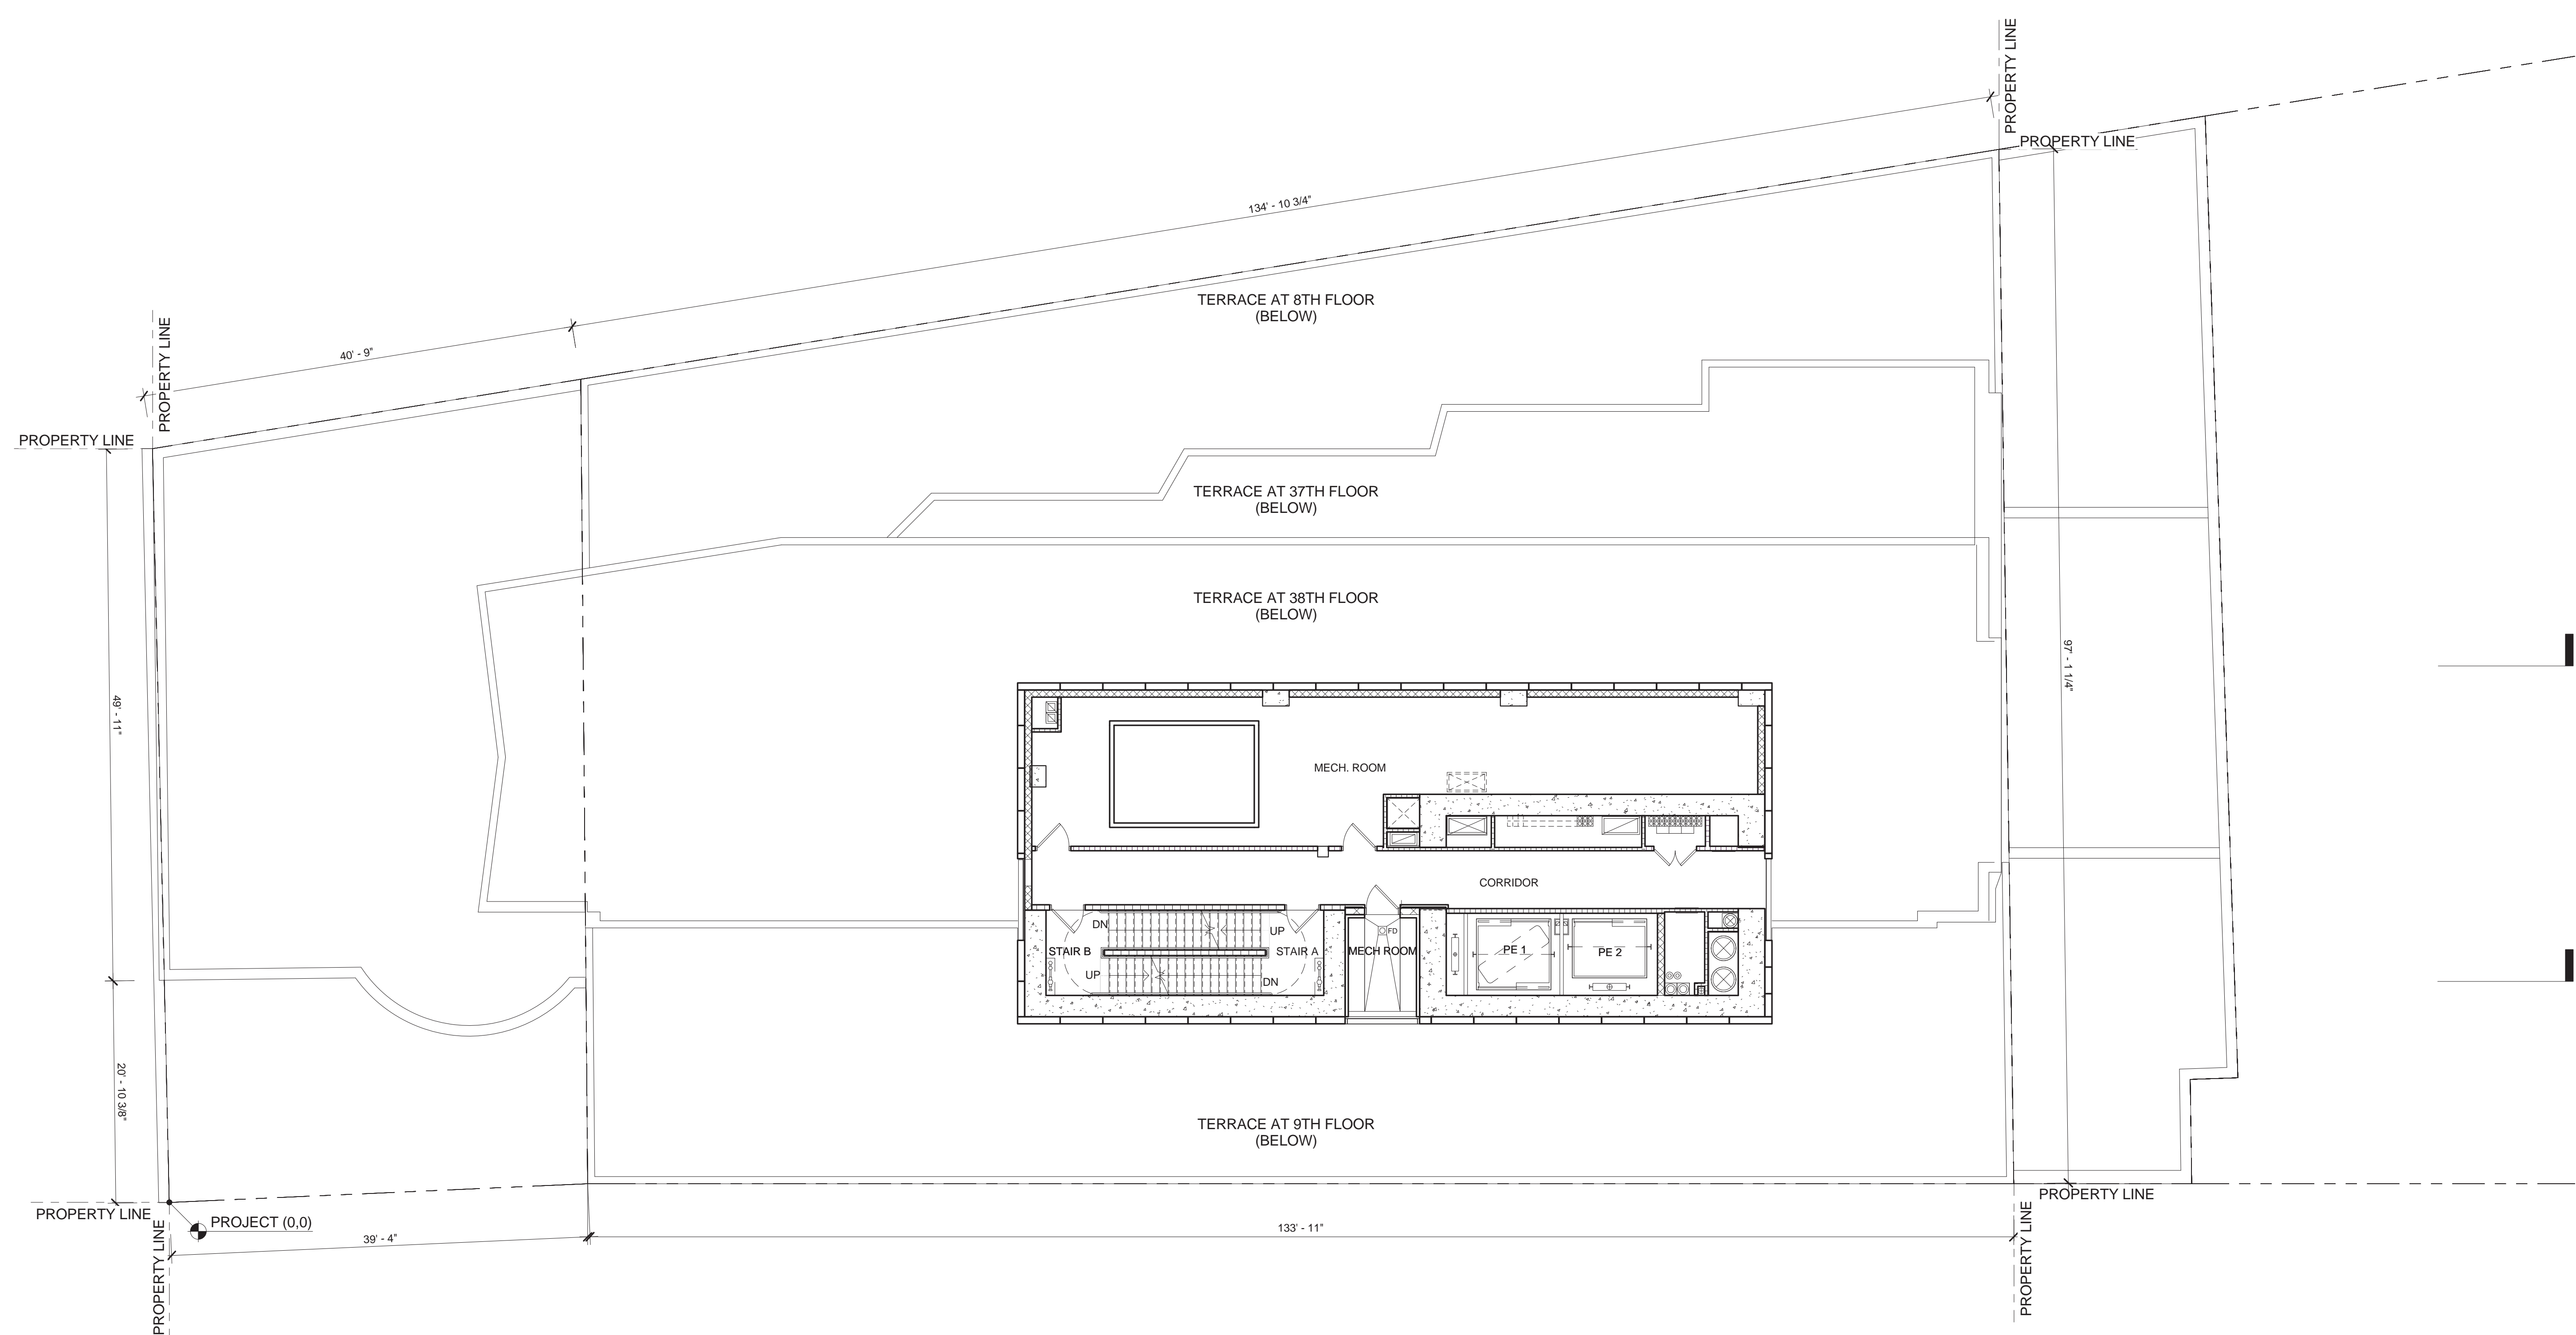 PROPERTY LINE
PROPERTY LINE
134' - 10 3/4"
TERRACE AT 8TH FLOOR
(BELOW)
PROPERTY LINE
40' - 9"
PROPERTY LINE
TERRACE AT 37TH FLOOR
(BELOW)
TERRACE AT 38TH FLOOR
(BELOW)
97' - 1 1/4"
49' - 11"
MECH. ROOM
CORRIDOR
DN
UP
FD
STAIR B
STAIR A
MECH ROOM
PE 1
PE 2
UP
DN
20' - 10 3/8"
TERRACE AT 9TH FLOOR
(BELOW)
PROPERTY LINE
PROPERTY LINE
PROJECT (0,0)
133' - 11"
39' - 4"
PROPERTY LINE
PROPERTY LINE